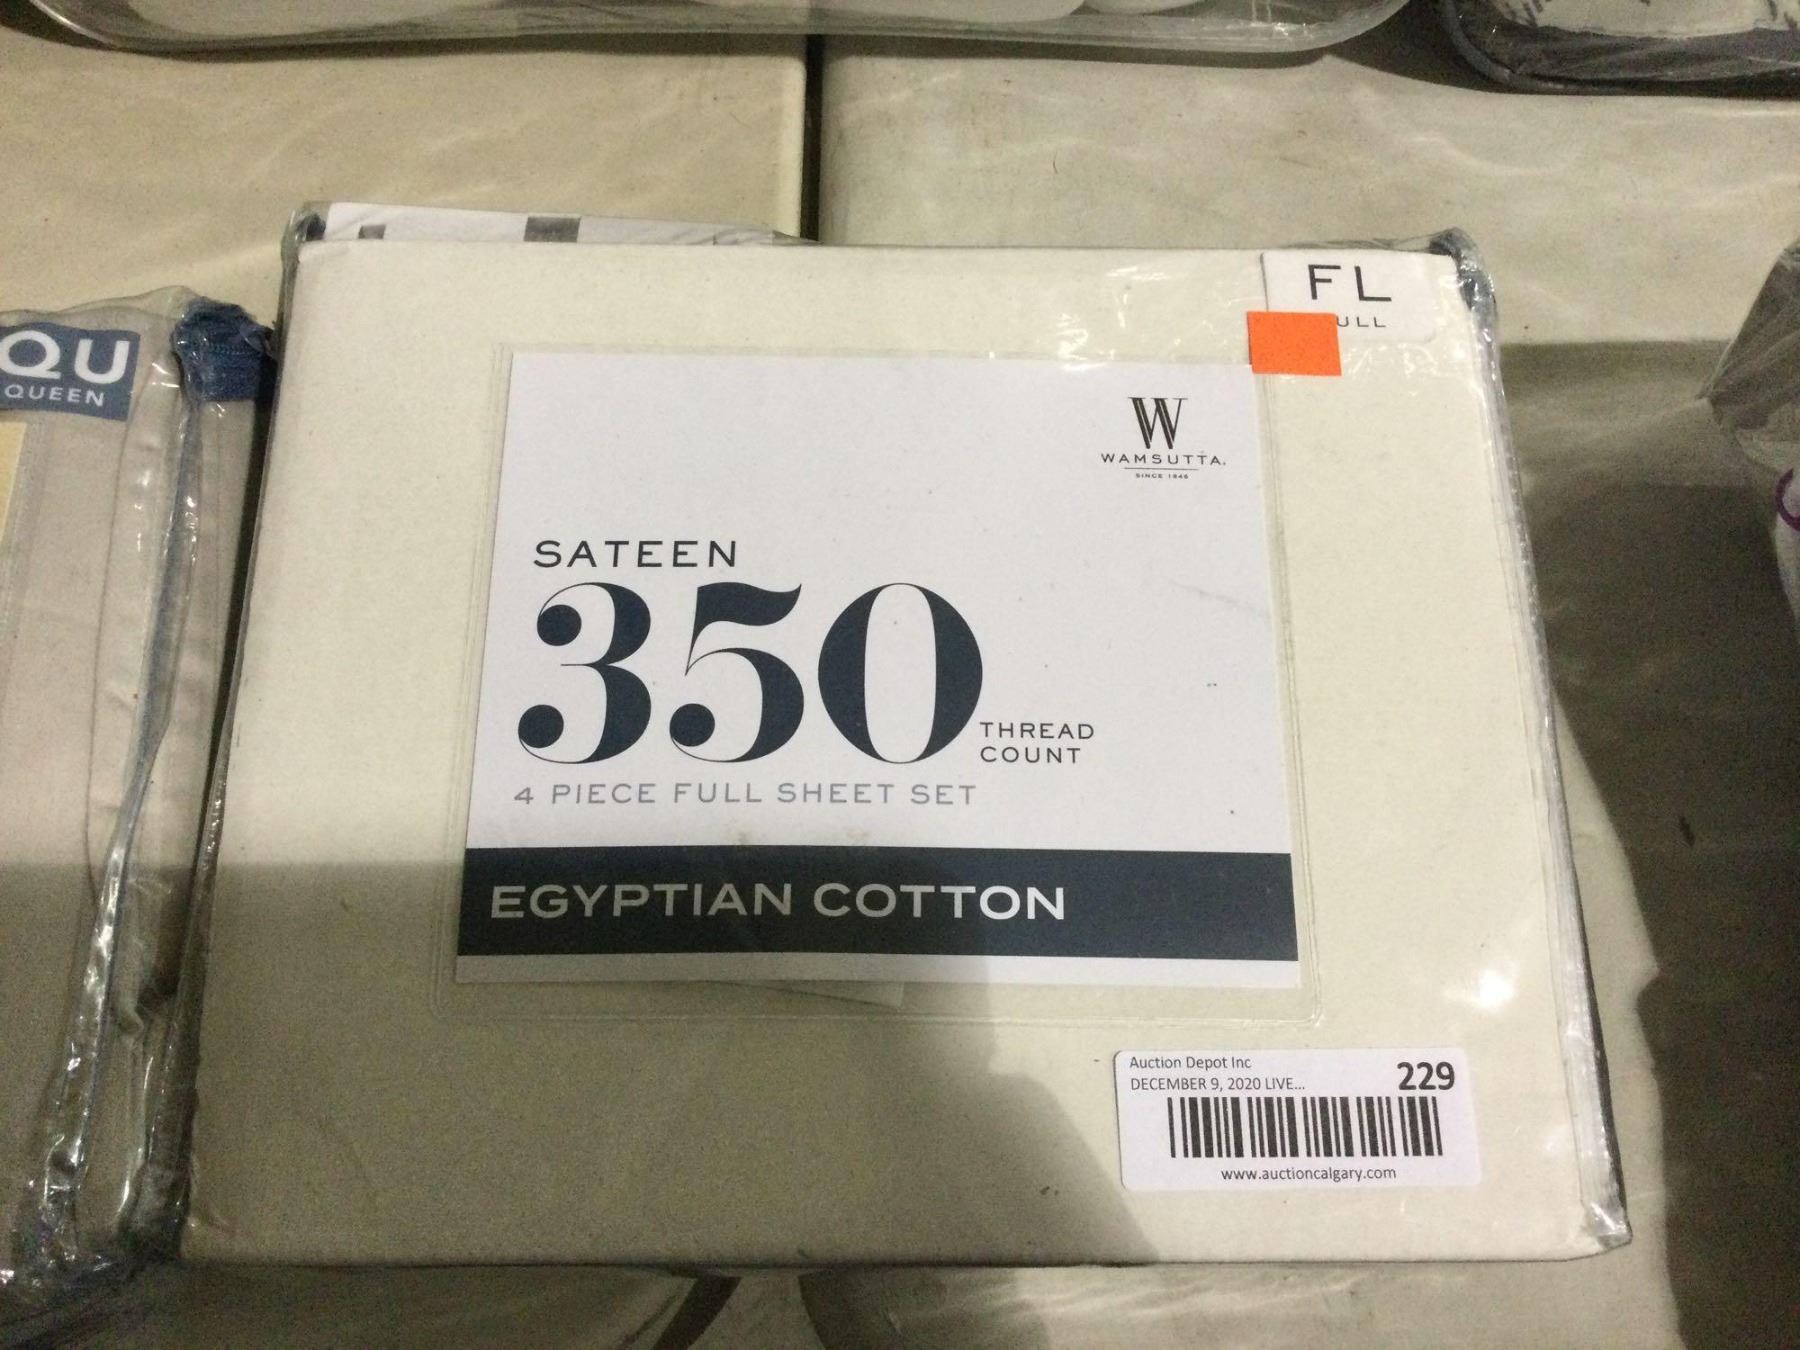 QU
QUEEN
FL
ULL
W
WAMSUTTA.
SINCE 1846
SATEEN
350
THREAD
COUNT
4 PIECE FULL SHEET SET
EGYPTIAN COTTON
Auction Depot Inc
229
DECEMBER 9, 2020 LIVE...
www.auctioncalgary.com